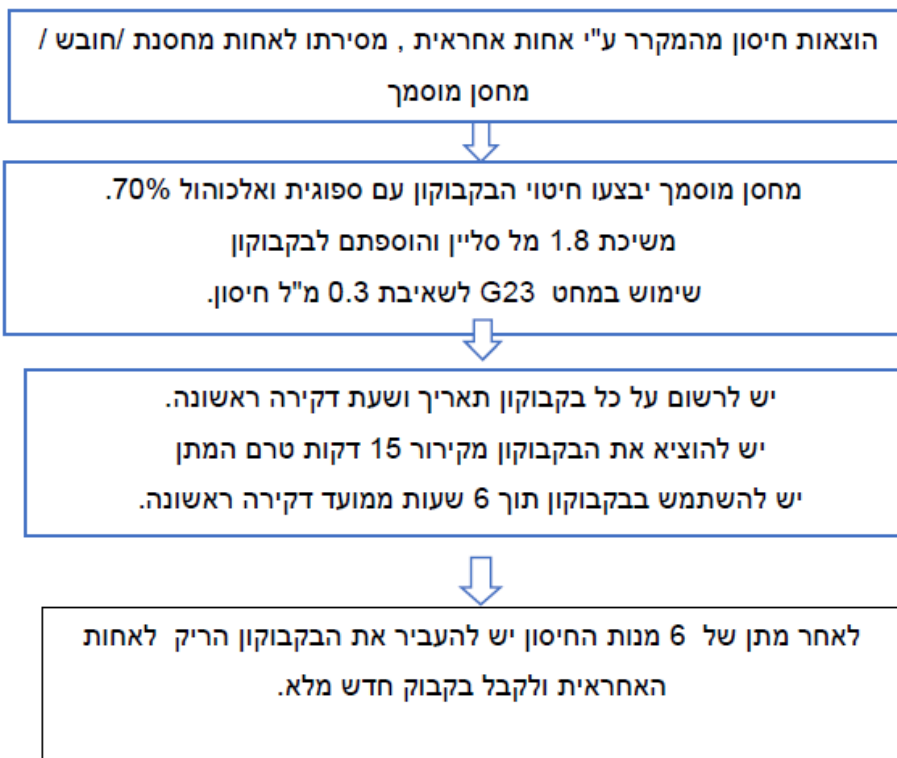 הוצאות חיסון מהמקרר ע"י אחות אחראית , מסירתו לאחות מחסנת /חובש /
מחסן מוסמך
מחסן מוסמך יבצעו חיטוי הבקבוקון עם ספוגית ואלכוהול 70%.
משיכת 1.8 מל סליין והוספתם לבקבוקון
שימוש במחט G23 לשאיבת 0.3 מ"ל חיסון.
יש לרשום על כל בקבוקון תאריך ושעת דקירה ראשונה.
יש להוציא את הבקבוקון מקירור 15 דקות טרם המתן
יש להשתמש בבקבוקון תוך 6 שעות ממועד דקירה ראשונה.
לאחר מתן של 6 מנות החיסון יש להעביר את הבקבוקון הריק לאחות
האחראית ולקבל בקבוק חדש מלא.